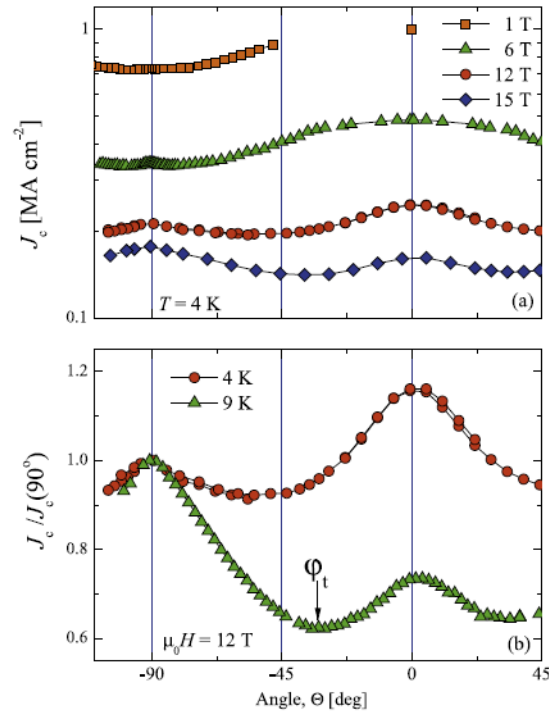 1
1 T
6 T
12 T
15 T
J_c [MA cm^-2]
0.1
T = 4 K
(a)
1.2
4 K
9 K
1.0
J_c /J_c(90°)
0.8
φ_t
0.6
μ_0H = 12 T
(b)
-90
-45
0
45
Angle, Θ [deg]